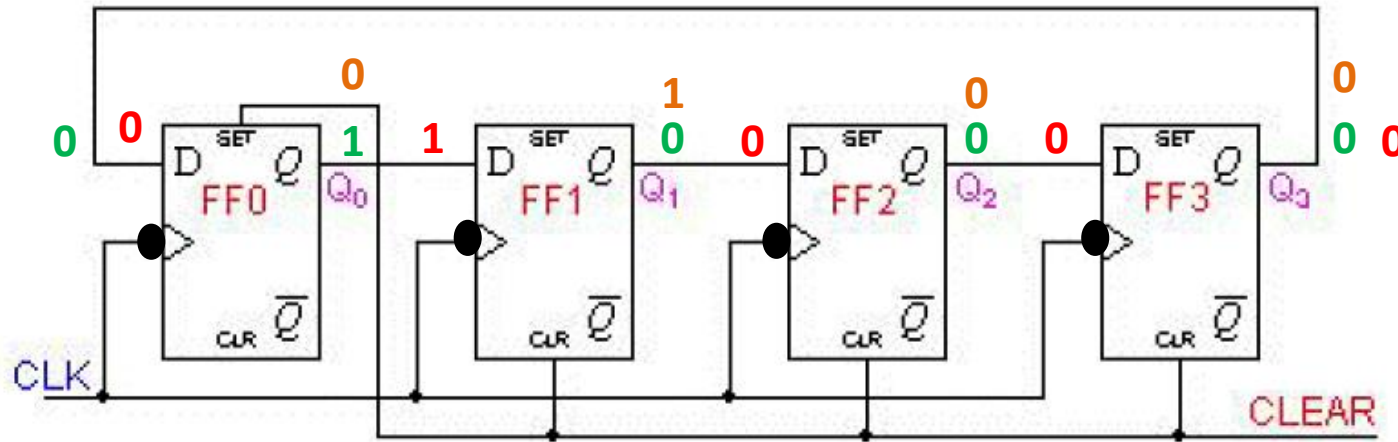 0 1 0 0
0 0 1 1 0 0 0 0 0 0
SET SET SET SET
D Q D Q D Q D Q
FF0 Q₀ FF1 Q₁ FF2 Q₂ FF3 Q₃
Q̅ Q̅ Q̅ Q̅
CLR CLR CLR CLR
CLK
CLEAR